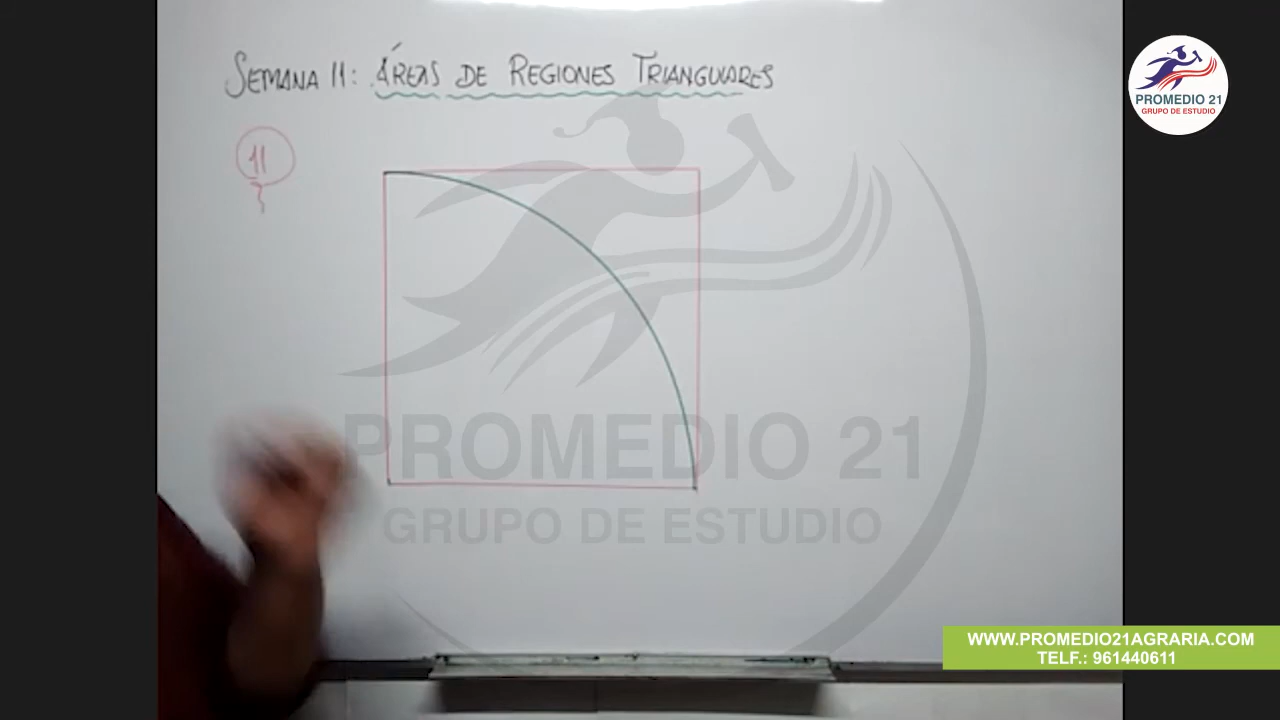 SEMANA 11: ÁREAS DE REGIONES TRIANGULARES
11
PROMEDIO 21
GRUPO DE ESTUDIO
PROMEDIO 21
GRUPO DE ESTUDIO
WWW.PROMEDIO21AGRARIA.COM
TELF.: 961440611